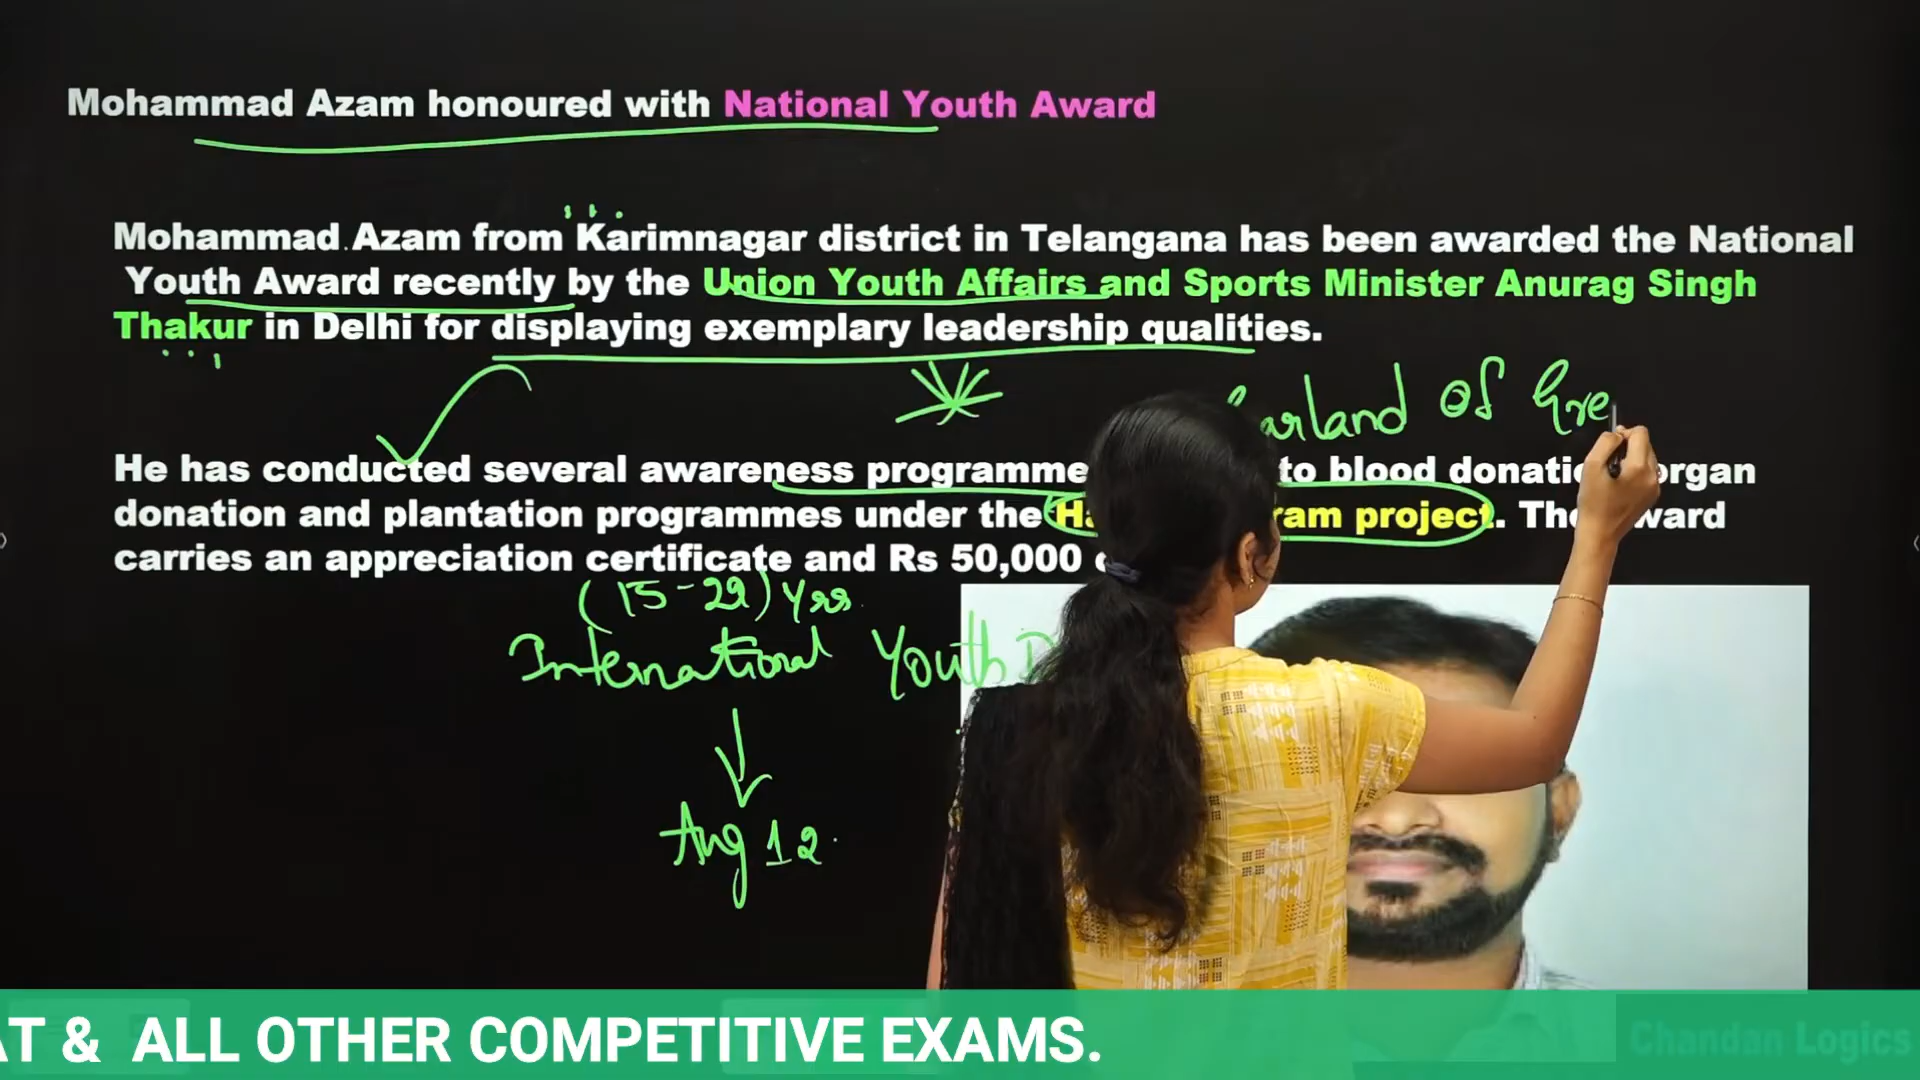 Mohammad Azam honoured with National Youth Award
Mohammad Azam from Karimnagar district in Telangana has been awarded the National
Youth Award recently by the Union Youth Affairs and Sports Minister Anurag Singh
Thakur in Delhi for displaying exemplary leadership qualities.
arland Of Gre
He has conducted several awareness programme to blood donatio organ
donation and plantation programmes under the Ha ram project. The ward
carries an appreciation certificate and Rs 50,000
(15-29) Yrs
International Youth D
Aug 12
AT & ALL OTHER COMPETITIVE EXAMS.
Chandan Logics